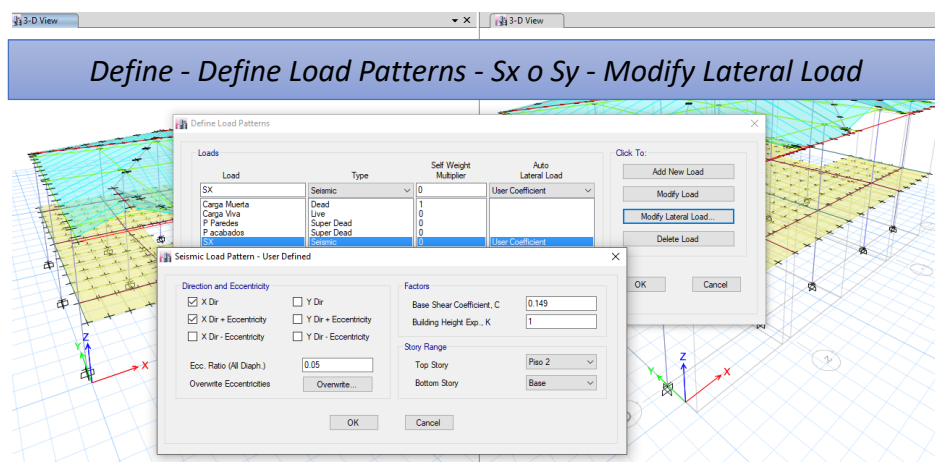 3-D View
3-D View
Define - Define Load Patterns - Sx o Sy - Modify Lateral Load
Define Load Patterns
Loads
Click To:
Load Type Self Weight Multiplier Auto Lateral Load
SX Seismic 0 User Coefficient
Carga Muerta Dead 1
Carga Viva Live 0
P Paredes Super Dead 0
P acabados Super Dead 0
SX Seismic 0 User Coefficient
Add New Load
Modify Load
Modify Lateral Load...
Delete Load
OK Cancel
Seismic Load Pattern - User Defined
Direction and Eccentricity
X Dir Y Dir
X Dir + Eccentricity Y Dir + Eccentricity
X Dir - Eccentricity Y Dir - Eccentricity
Ecc. Ratio (All Diaph.) 0.05
Overwrite Eccentricities Overwrite...
Factors
Base Shear Coefficient, C 0.149
Building Height Exp., K 1
Story Range
Top Story Piso 2
Bottom Story Base
OK Cancel
Z
Y
X
Z
Y
X
2